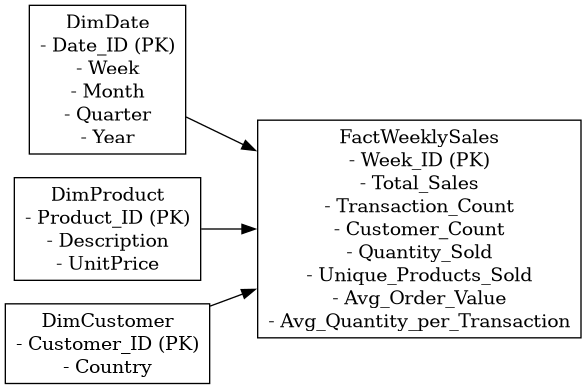 DimDate
- Date_ID (PK)
- Week
- Month
- Quarter
- Year
DimProduct
- Product_ID (PK)
- Description
- UnitPrice
DimCustomer
- Customer_ID (PK)
- Country
FactWeeklySales
- Week_ID (PK)
- Total_Sales
- Transaction_Count
- Customer_Count
- Quantity_Sold
- Unique_Products_Sold
- Avg_Order_Value
- Avg_Quantity_per_Transaction